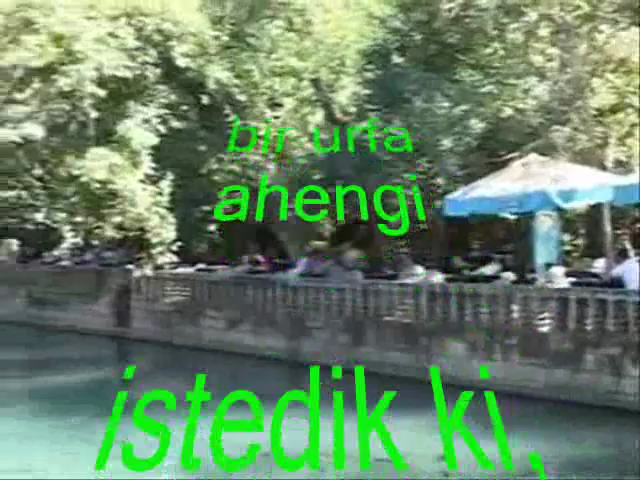 bir urfa
ahengi
istedik ki,